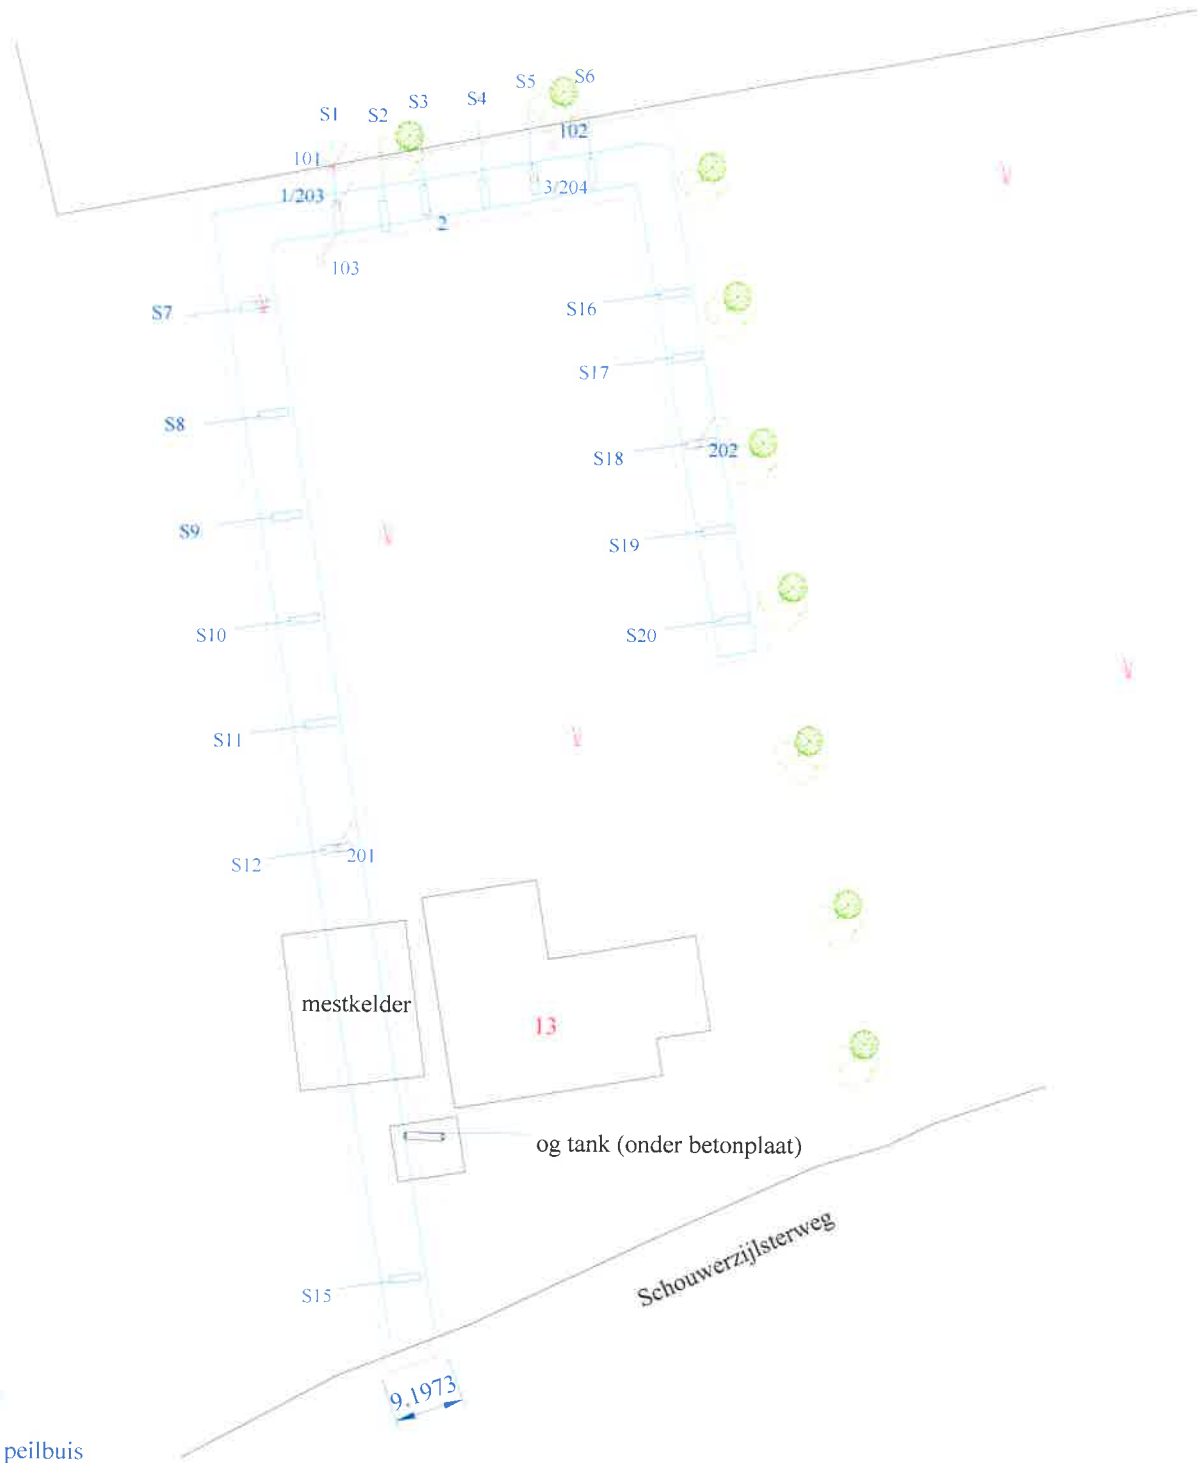 S5
S6
S4
S3
S2
S1
102
101
3/204
1/203
2
103
S7
S16
S17
S8
S18
202
S9
S19
S10
S20
S11
S12
201
mestkelder
13
og tank (onder betonplaat)
Schouwerzijlsterweg
S15
9.1973
peilbuis